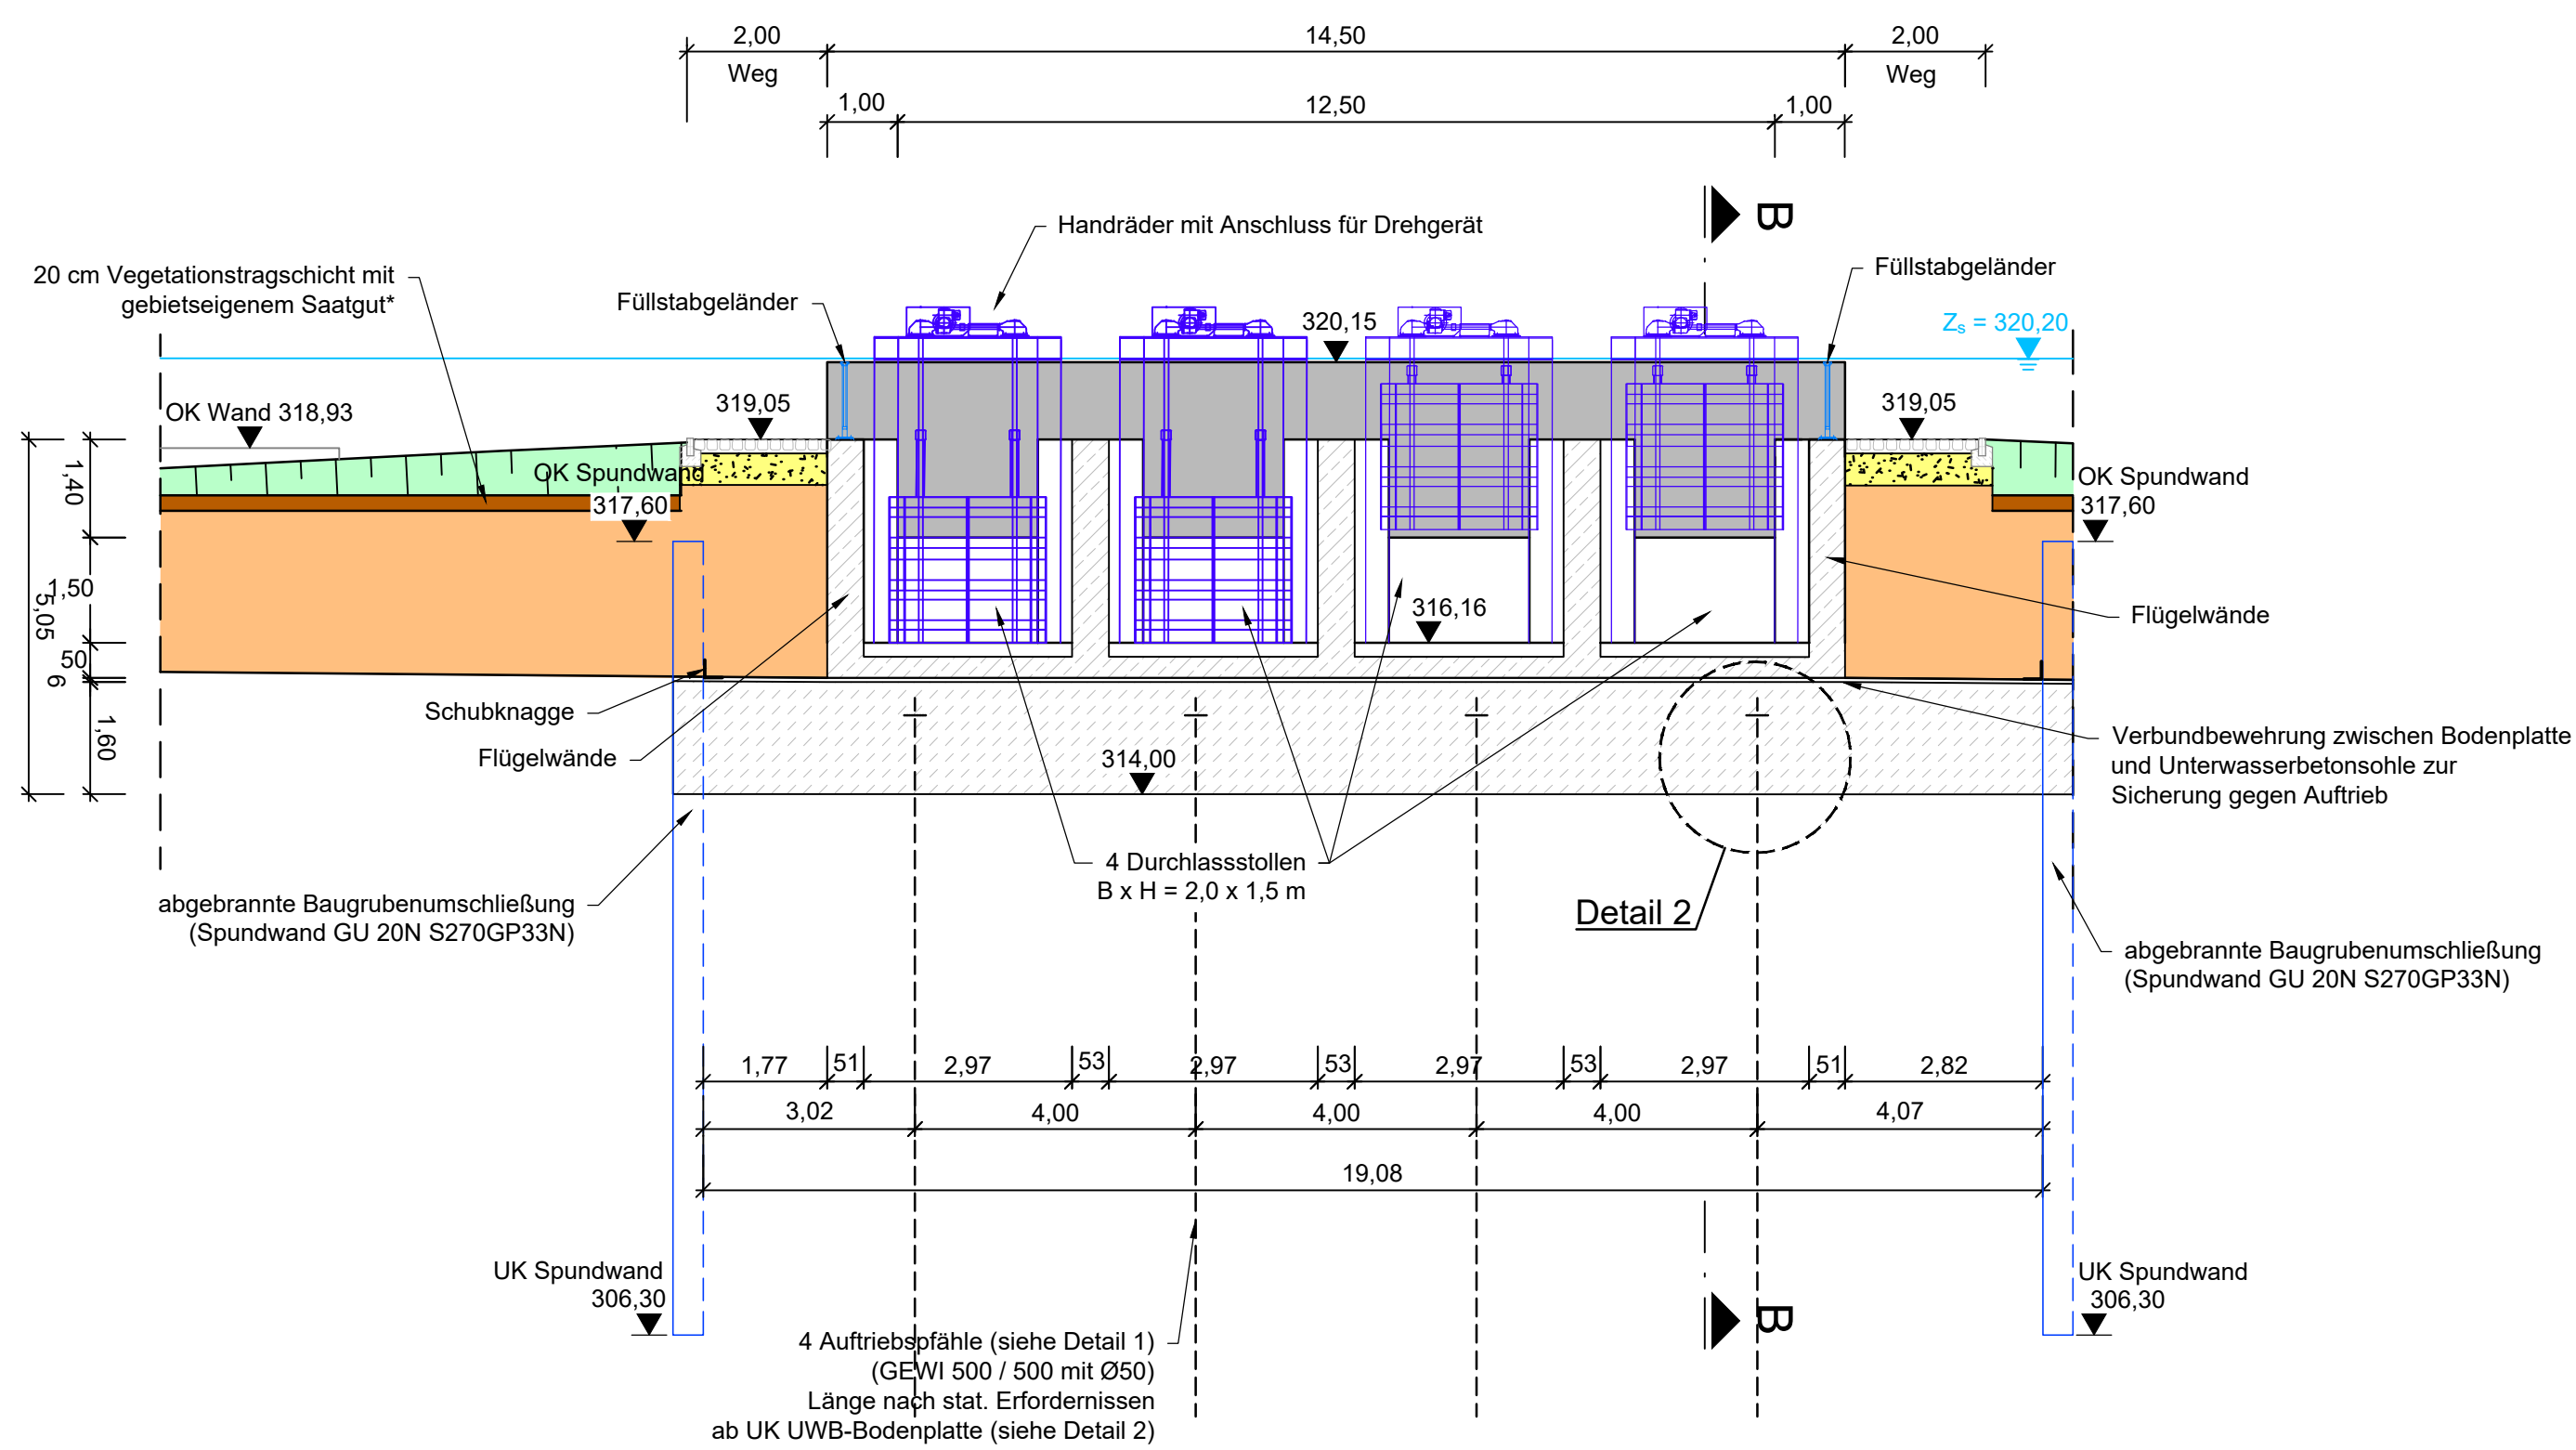 2,00
14,50
2,00
Weg
Weg
1,00
12,50
1,00
B
Handräder mit Anschluss für Drehgerät
20 cm Vegetationstragschicht mit
gebietseigenem Saatgut*
Füllstabgeländer
Füllstabgeländer
320,15
Zs = 320,20
OK Wand 318,93
319,05
319,05
OK Spundwand
317,60
OK Spundwand
317,60
1,40
1,50
5,05
50
6
1,60
316,16
Flügelwände
Schubknagge
Flügelwände
314,00
Verbundbewehrung zwischen Bodenplatte
und Unterwasserbetonsohle zur
Sicherung gegen Auftrieb
4 Durchlassstollen
B x H = 2,0 x 1,5 m
Detail 2
abgebrannte Baugrubenumschließung
(Spundwand GU 20N S270GP33N)
abgebrannte Baugrubenumschließung
(Spundwand GU 20N S270GP33N)
1,77 51 2,97 53 2,97 53 2,97 53 2,97 51 2,82
3,02 4,00 4,00 4,00 4,07
19,08
UK Spundwand
306,30
UK Spundwand
306,30
B
4 Auftriebspfähle (siehe Detail 1)
(GEWI 500 / 500 mit Ø50)
Länge nach stat. Erfordernissen
ab UK UWB-Bodenplatte (siehe Detail 2)